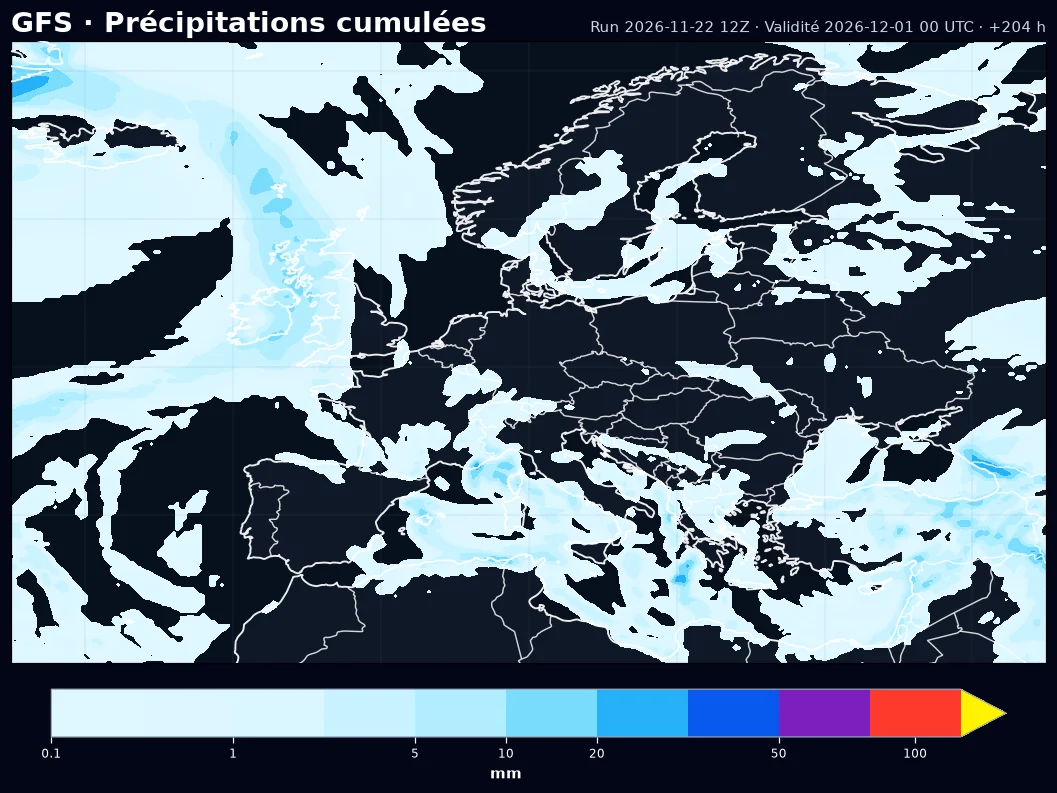 GFS · Précipitations cumulées
Run 2026-11-22 12Z · Validité 2026-12-01 00 UTC · +204 h
0.1 1 5 10 20 50 100
mm